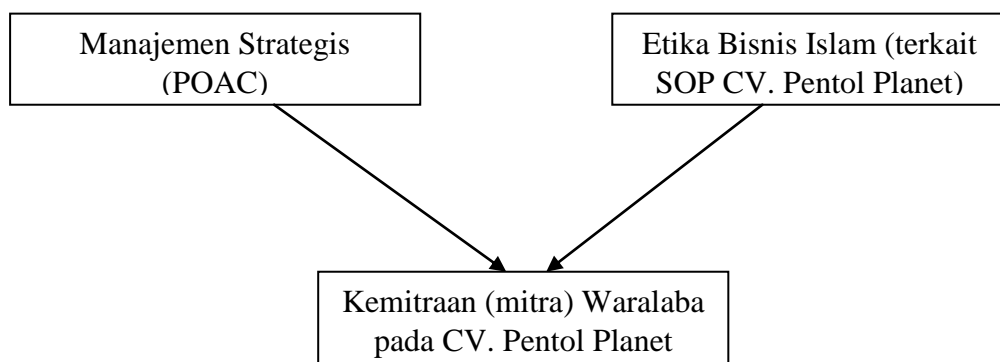 Manajemen Strategis
(POAC)
Etika Bisnis Islam (terkait
SOP CV. Pentol Planet)
Kemitraan (mitra) Waralaba
pada CV. Pentol Planet